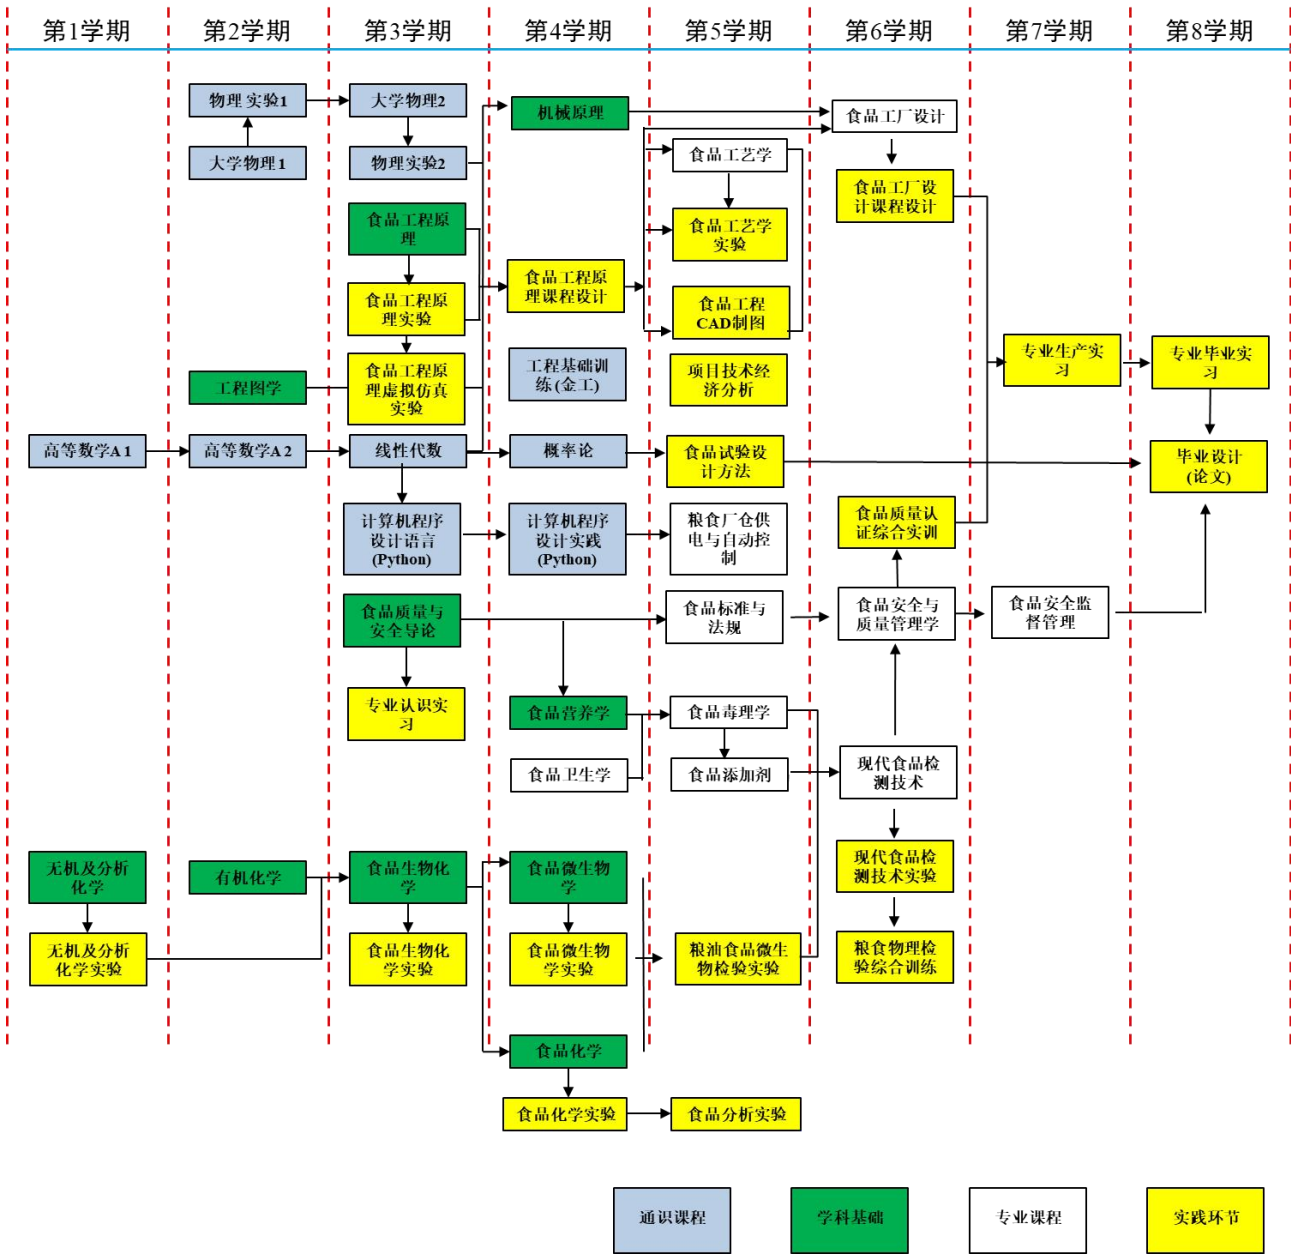 第1学期
第2学期
第3学期
第4学期
第5学期
第6学期
第7学期
第8学期
物理 实验1
大学物理2
机械原理
食品工厂设计
大学物理1
物理实验2
食品工艺学
食品工厂设
计课程设计
食品工程原
理
食品工艺学
实验
食品工程原
理实验
食品工程原
理课程设计
食品工程
CAD制图
专业生产实
习
专业毕业实
习
工程图学
食品工程原
理虚拟仿真
实验
工程基础训
练(金工)
项目技术经
济分析
高等数学A1
高等数学A2
线性代数
概率论
食品试验设
计方法
毕业设计
(论文)
计算机程序
设计语言
(Python)
计算机程序
设计实践
(Python)
粮食厂仓供
电与自动控
制
食品质量认
证综合实训
食品质量与
安全导论
食品标准与
法规
食品安全与
质量管理学
食品安全监
督管理
专业认识实
习
食品营养学
食品毒理学
食品卫生学
食品添加剂
现代食品检
测技术
无机及分析
化学
有机化学
食品生物化
学
食品微生物
学
现代食品检
测技术实验
无机及分析
化学实验
食品生物化
学实验
食品微生物
学实验
粮油食品微生
物检验实验
粮食物理检
验综合训练
食品化学
食品化学实验
食品分析实验
通识课程
学科基础
专业课程
实践环节